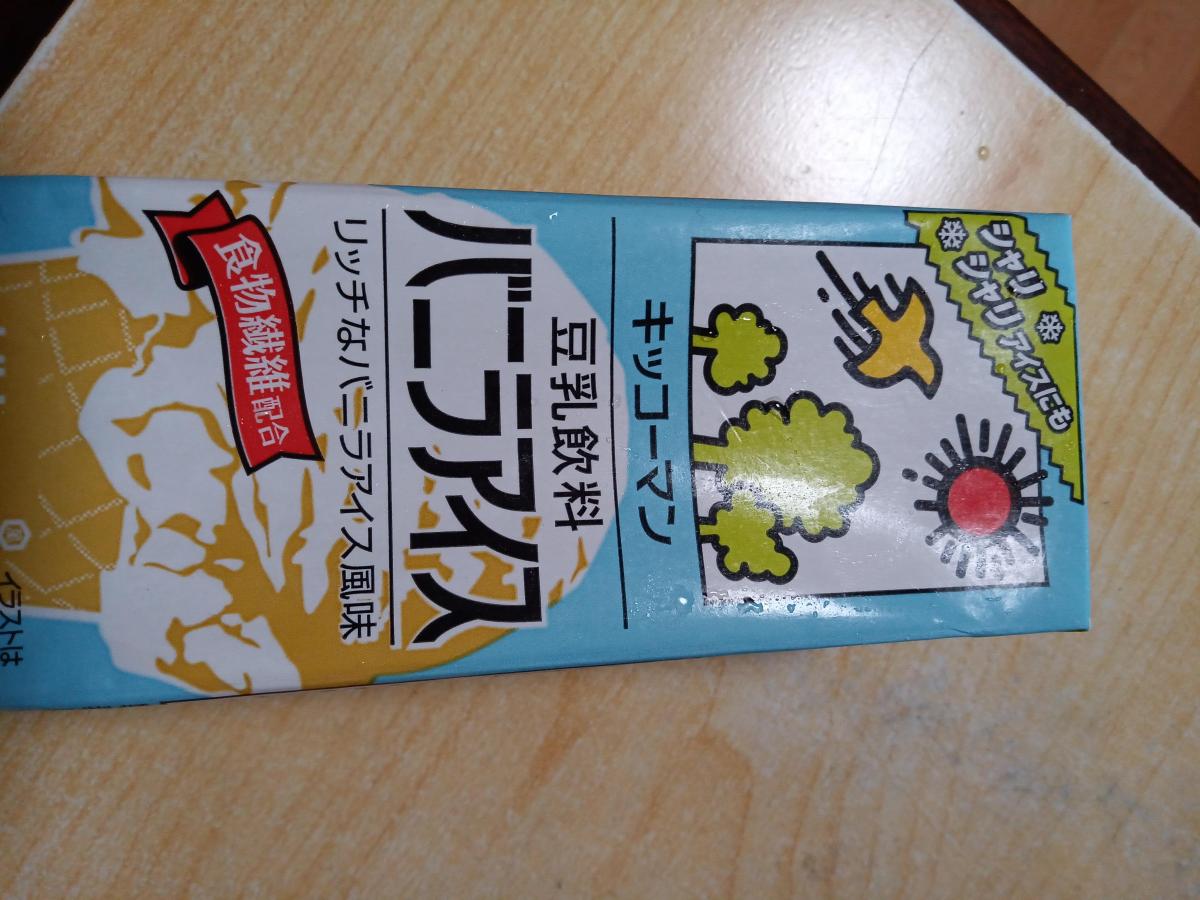 シャリ
シャリ アイスにも
キッコーマン
豆乳飲料
バニラアイス
リッチなバニラアイス風味
食物繊維配合
イラストは